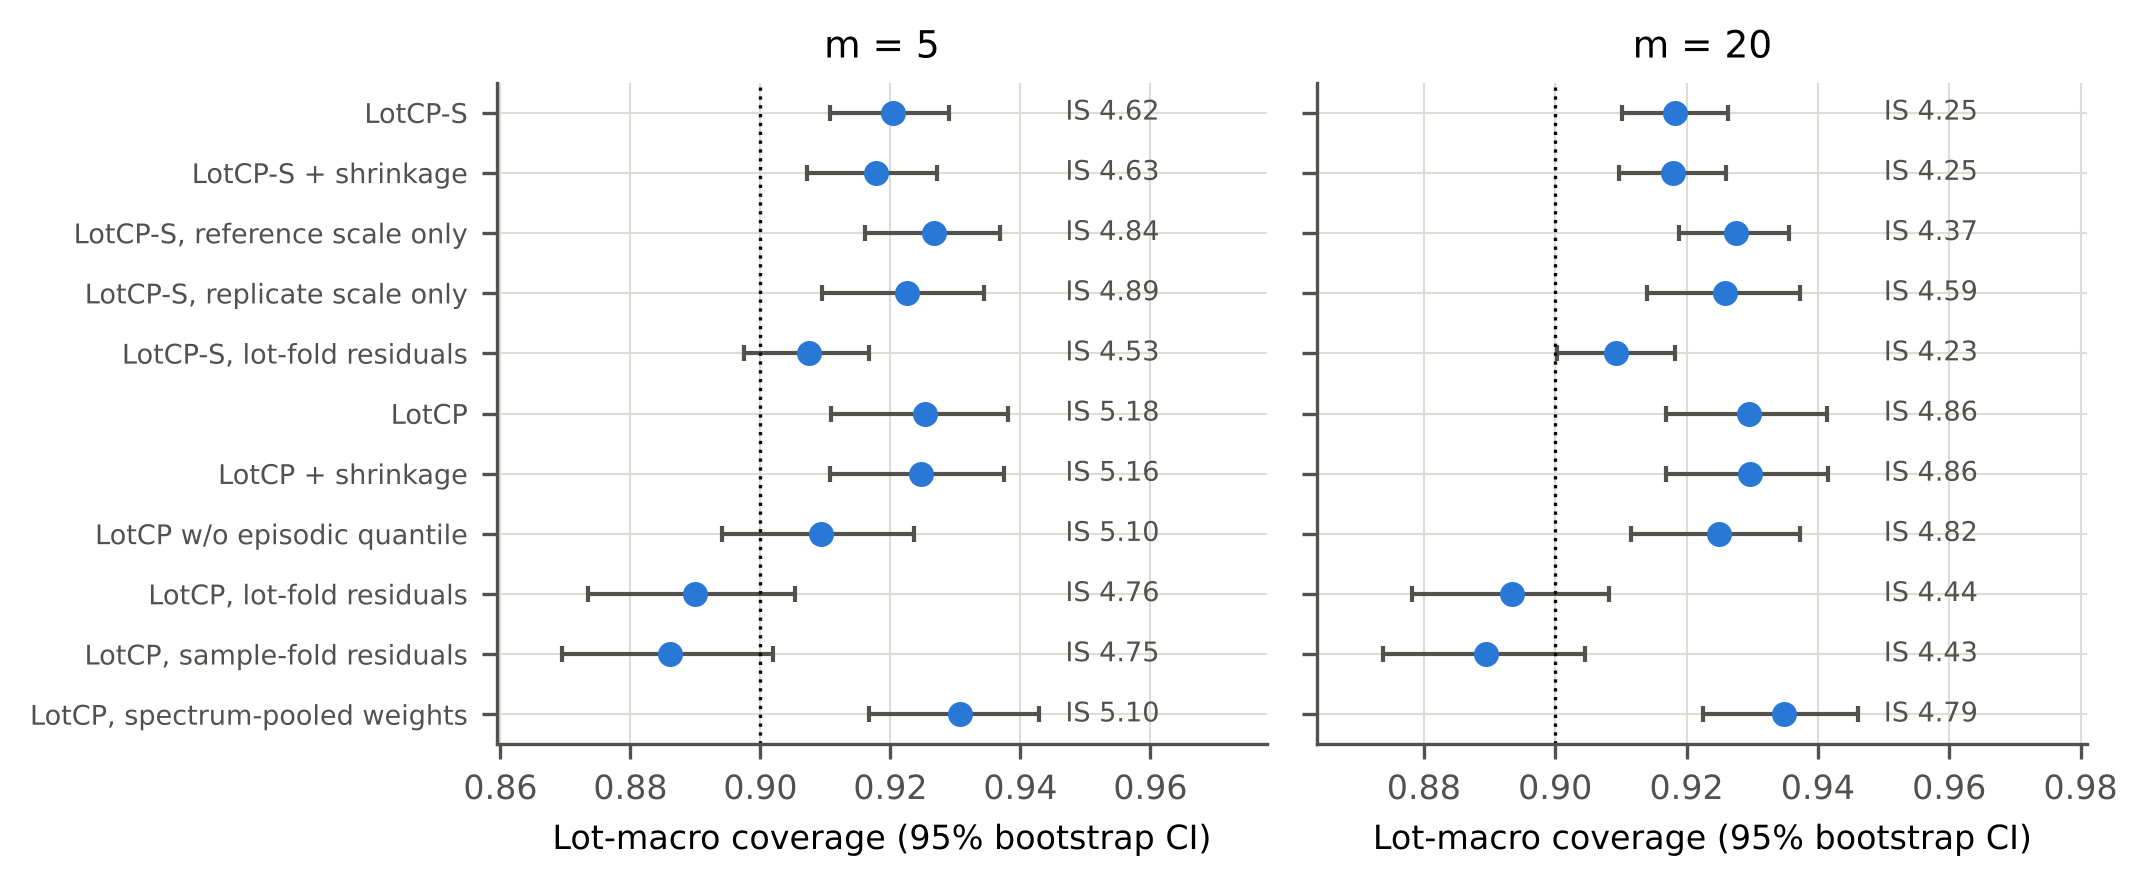 m = 5
m = 20
LotCP-S IS 4.62 IS 4.25
LotCP-S + shrinkage IS 4.63 IS 4.25
LotCP-S, reference scale only IS 4.84 IS 4.37
LotCP-S, replicate scale only IS 4.89 IS 4.59
LotCP-S, lot-fold residuals IS 4.53 IS 4.23
LotCP IS 5.18 IS 4.86
LotCP + shrinkage IS 5.16 IS 4.86
LotCP w/o episodic quantile IS 5.10 IS 4.82
LotCP, lot-fold residuals IS 4.76 IS 4.44
LotCP, sample-fold residuals IS 4.75 IS 4.43
LotCP, spectrum-pooled weights IS 5.10 IS 4.79
0.86 0.88 0.90 0.92 0.94 0.96
0.88 0.90 0.92 0.94 0.96 0.98
Lot-macro coverage (95% bootstrap CI)
Lot-macro coverage (95% bootstrap CI)